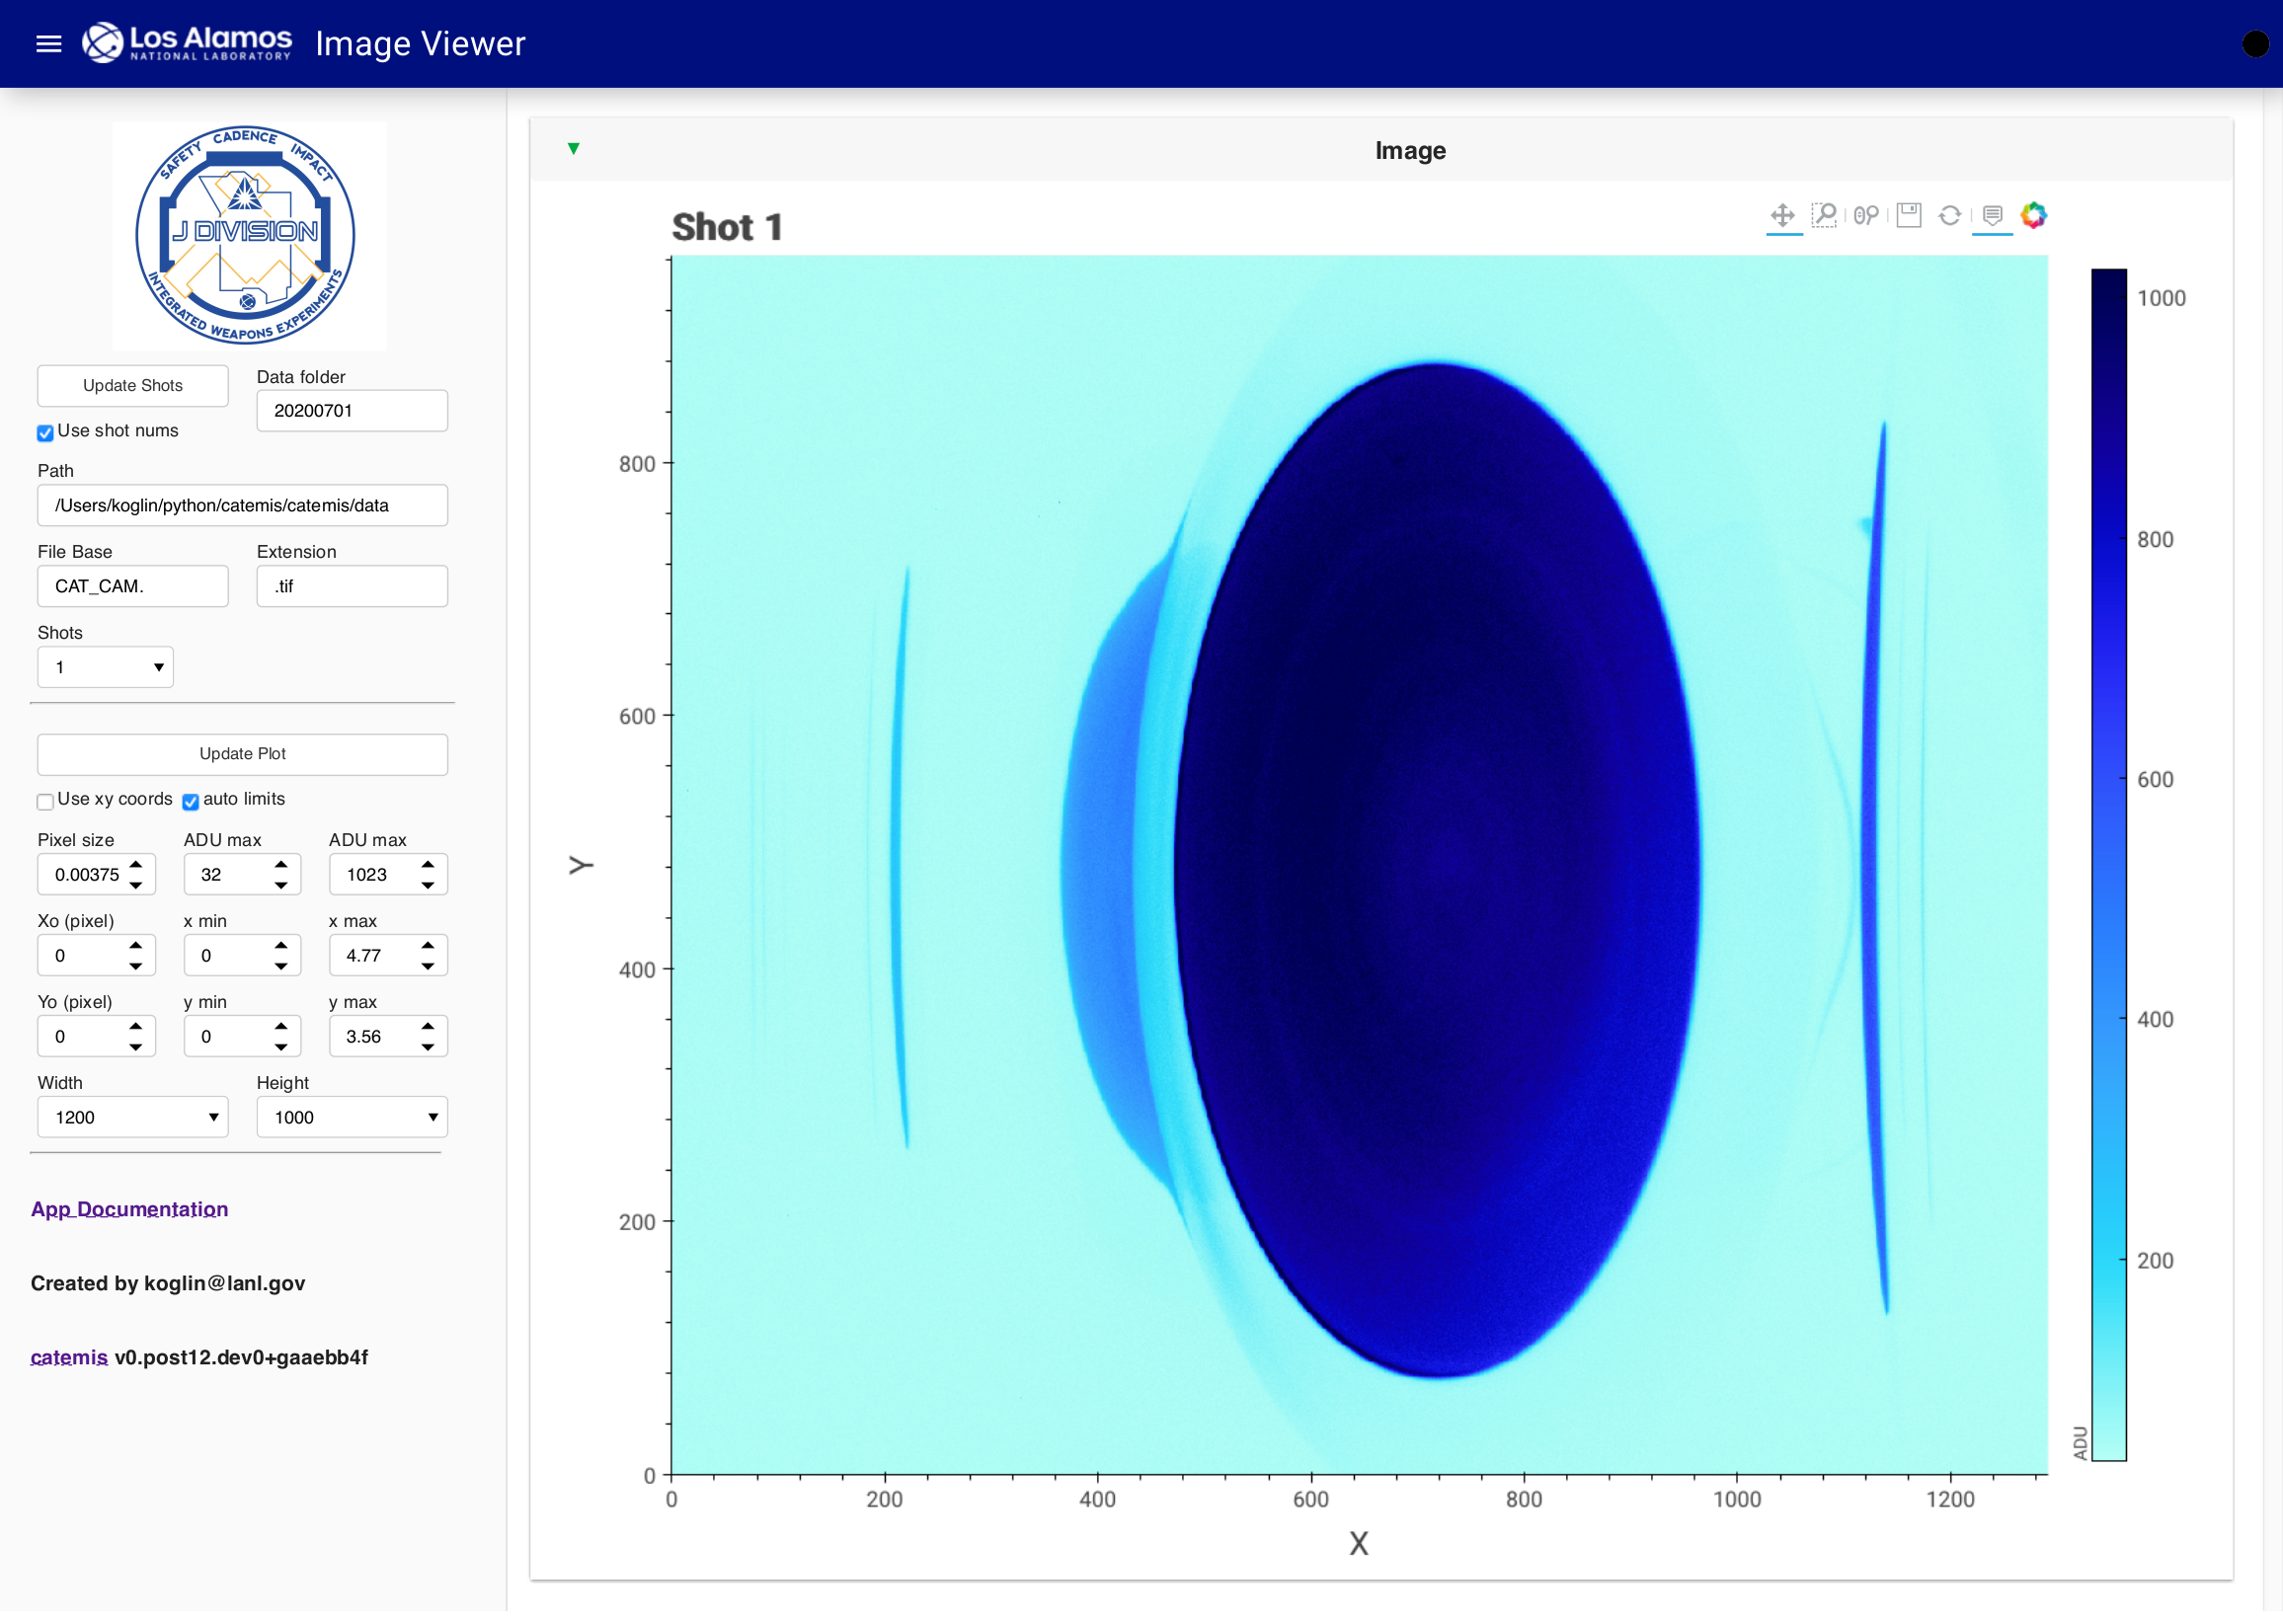 Los Alamos
NATIONAL LABORATORY
Image Viewer
SAFETY CADENCE IMPACT
J DIVISION
INTEGRATED WEAPONS EXPERIMENTS
Update Shots
Data folder
20200701
Use shot nums
Path
/Users/koglin/python/catemis/catemis/data
File Base
Extension
CAT_CAM.
.tif
Shots
1
Update Plot
Use xy coords auto limits
Pixel size ADU max ADU max
0.00375 32 1023
Xo (pixel) x min x max
0 0 4.77
Yo (pixel) y min y max
0 0 3.56
Width Height
1200 1000
App Documentation
Created by koglin@lanl.gov
catemis v0.post12.dev0+gaaebb4f
Image
Shot 1
Y
800
600
400
200
0
0 200 400 600 800 1000 1200
X
1000
800
600
400
200
ADU